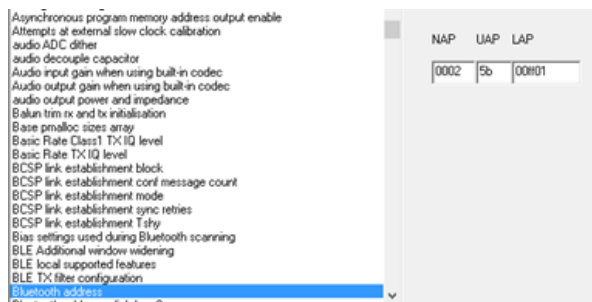 Asynchronous program memory address output enable
Attempts at external slow clock calibration
audio ADC dither
audio decouple capacitor
Audio input gain when using built-in codec
Audio output gain when using built-in codec
audio output power and impedance
Balun trim rx and tx initialisation
Base pmalloc sizes array
Basic Rate Class1 TX IQ level
Basic Rate TX IQ level
BCSP link establishment block
BCSP link establishment conf message count
BCSP link establishment mode
BCSP link establishment sync retries
BCSP link establishment Tshy
Bias settings used during Bluetooth scanning
BLE Additional window widening
BLE local supported features
BLE TX filter configuration
Bluetooth address
NAP UAP LAP
0002 5b 00ff01